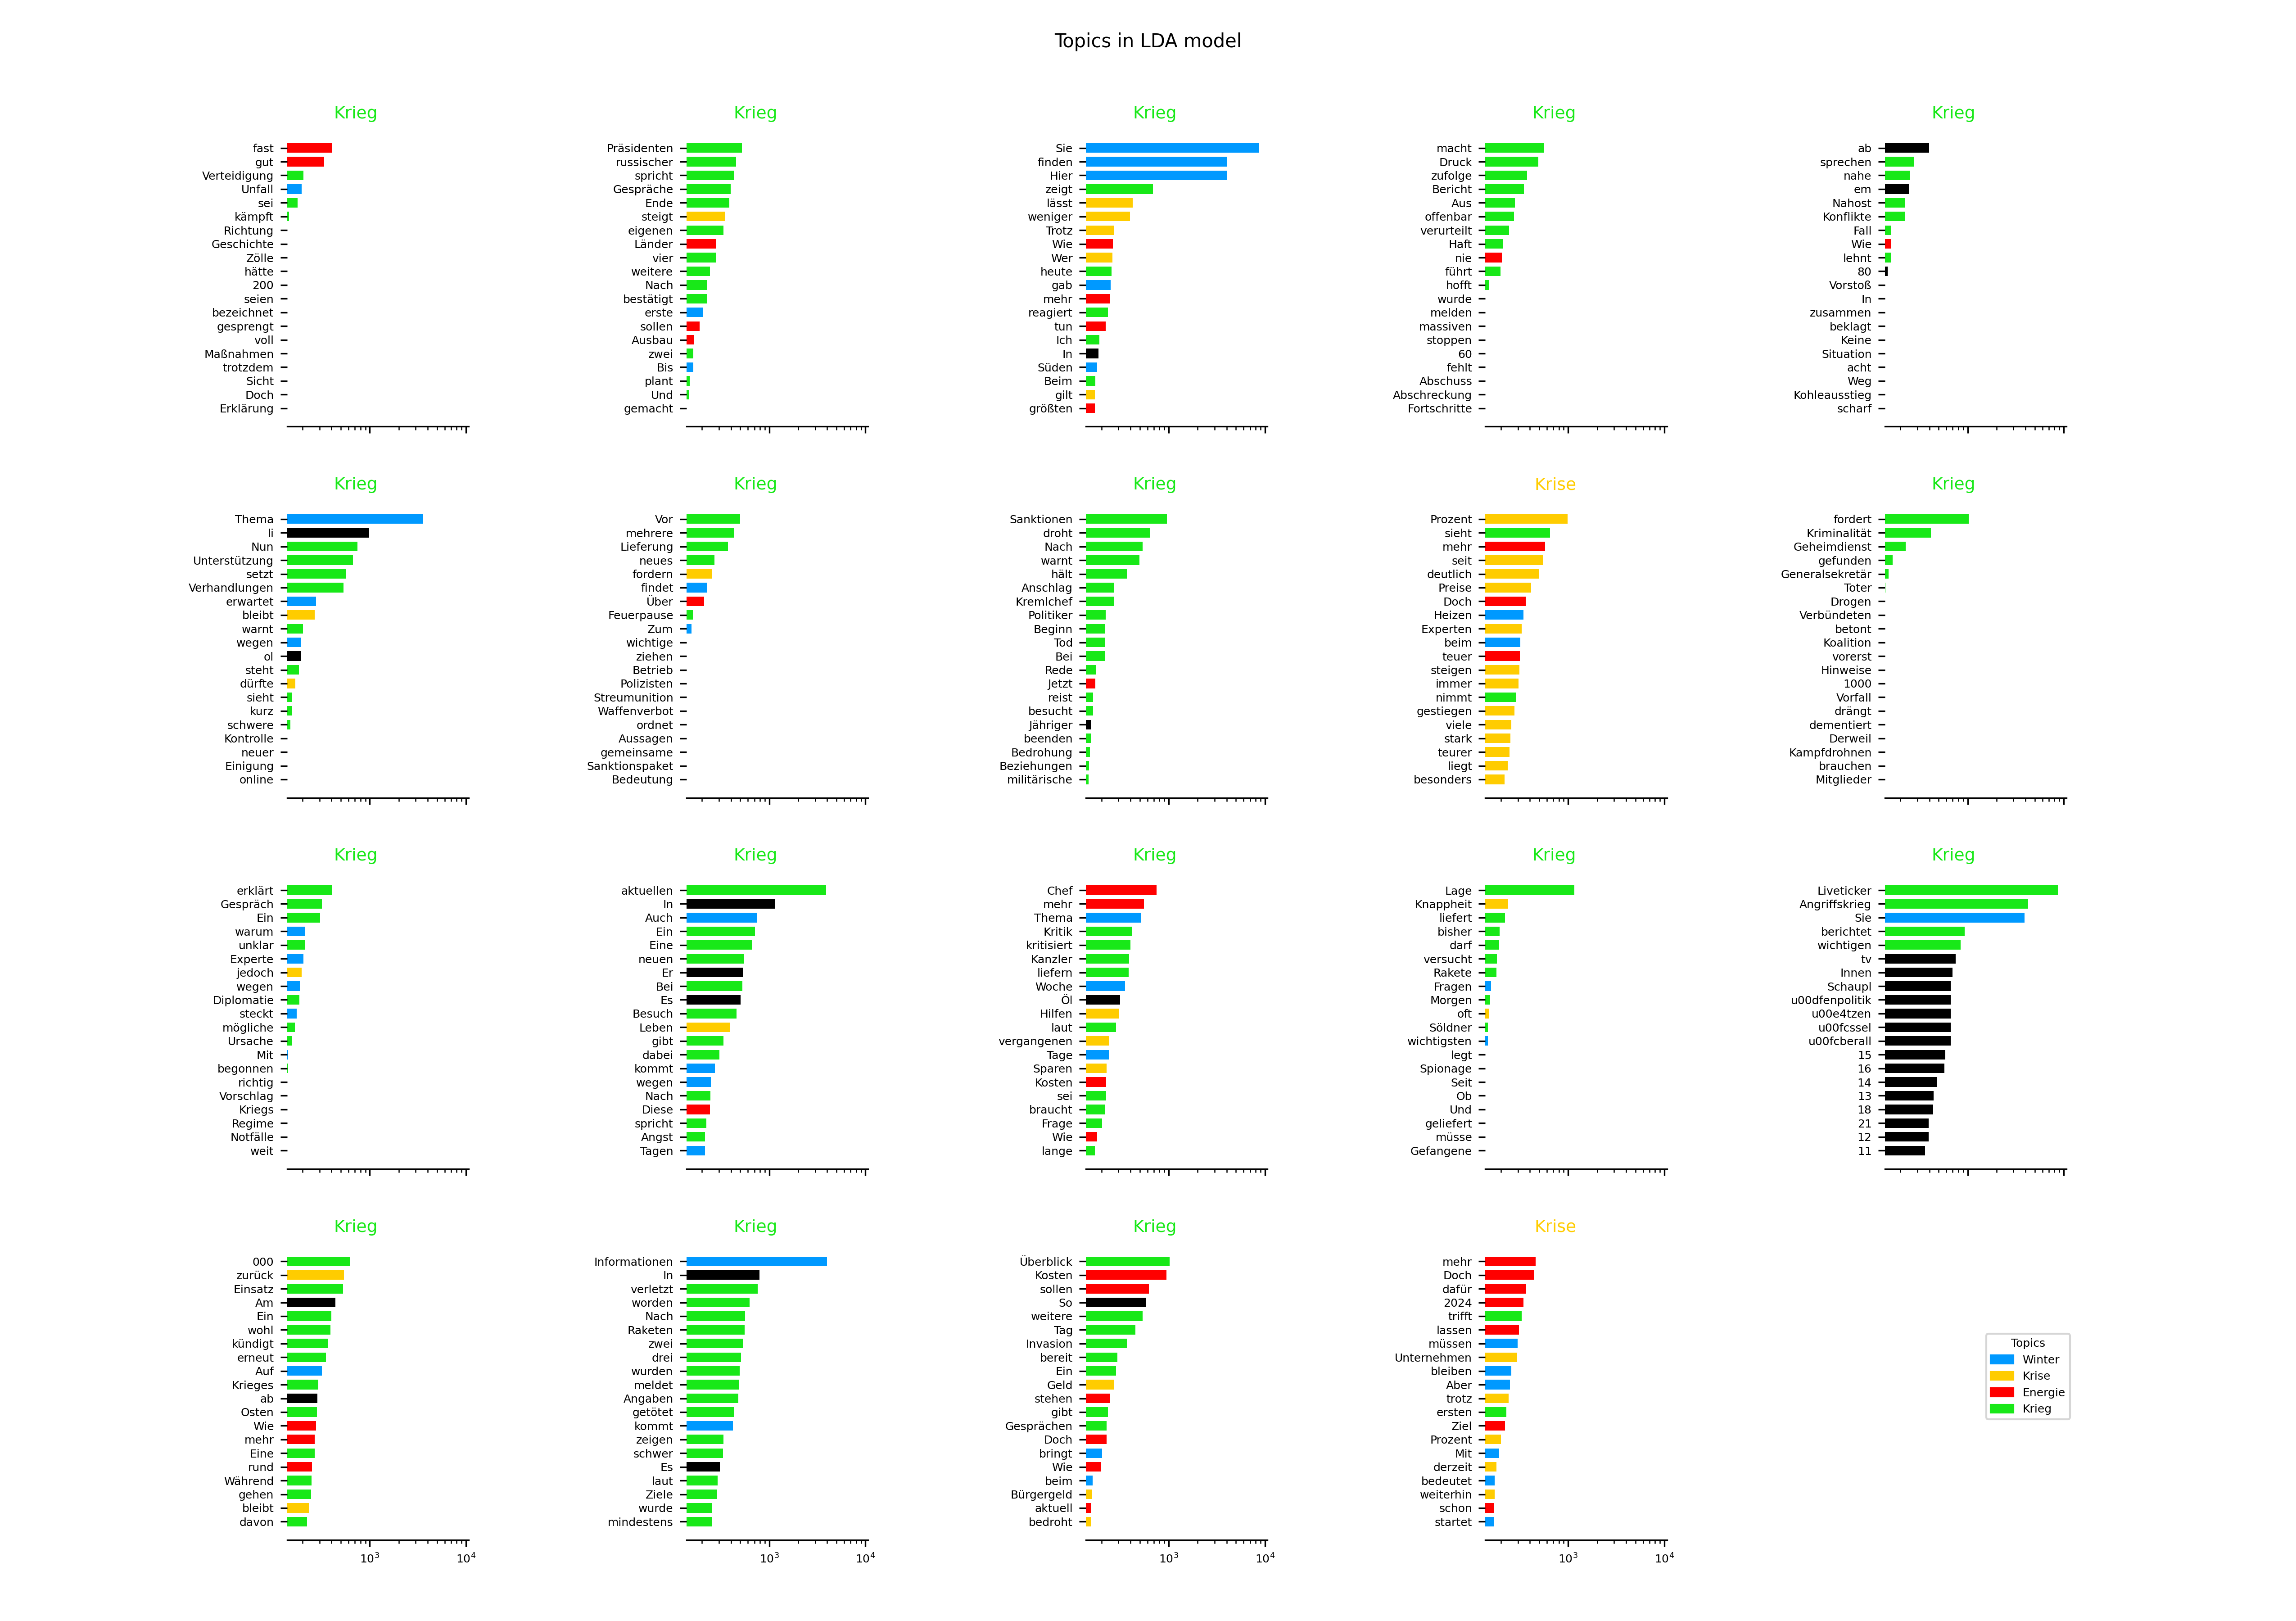 Topics in LDA model
Krieg
fast
gut
Verteidigung
Unfall
sei
kämpft
Richtung
Geschichte
Zölle
hätte
200
seien
bezeichnet
gesprengt
voll
Maßnahmen
trotzdem
Sicht
Doch
Erklärung
Krieg
Präsidenten
russischer
spricht
Gespräche
Ende
steigt
eigenen
Länder
vier
weitere
Nach
bestätigt
erste
sollen
Ausbau
zwei
Bis
plant
Und
gemacht
Krieg
Sie
finden
Hier
zeigt
lässt
weniger
Trotz
Wie
Wer
heute
gab
mehr
reagiert
tun
Ich
In
Süden
Beim
gilt
größten
Krieg
macht
Druck
zufolge
Bericht
Aus
offenbar
verurteilt
Haft
nie
führt
hofft
wurde
melden
massiven
stoppen
60
fehlt
Abschuss
Abschreckung
Fortschritte
Krieg
ab
sprechen
nahe
em
Nahost
Konflikte
Fall
Wie
lehnt
80
Vorstoß
In
zusammen
beklagt
Keine
Situation
acht
Weg
Kohleausstieg
scharf
Krieg
Thema
li
Nun
Unterstützung
setzt
Verhandlungen
erwartet
bleibt
warnt
wegen
ol
steht
dürfte
sieht
kurz
schwere
Kontrolle
neuer
Einigung
online
Krieg
Vor
mehrere
Lieferung
neues
fordern
findet
Über
Feuerpause
Zum
wichtige
ziehen
Betrieb
Polizisten
Streumunition
Waffenverbot
ordnet
Aussagen
gemeinsame
Sanktionspaket
Bedeutung
Krieg
Sanktionen
droht
Nach
warnt
hält
Anschlag
Kremlchef
Politiker
Beginn
Tod
Bei
Rede
Jetzt
reist
besucht
Jähriger
beenden
Bedrohung
Beziehungen
militärische
Krise
Prozent
sieht
mehr
seit
deutlich
Preise
Doch
Heizen
Experten
beim
teuer
steigen
immer
nimmt
gestiegen
viele
stark
teurer
liegt
besonders
Krieg
fordert
Kriminalität
Geheimdienst
gefunden
Generalsekretär
Toter
Drogen
Verbündeten
betont
Koalition
vorerst
Hinweise
1000
Vorfall
drängt
dementiert
Derweil
Kampfdrohnen
brauchen
Mitglieder
Krieg
erklärt
Gespräch
Ein
warum
unklar
Experte
jedoch
wegen
Diplomatie
steckt
mögliche
Ursache
Mit
begonnen
richtig
Vorschlag
Kriegs
Regime
Notfälle
weit
Krieg
aktuellen
In
Auch
Ein
Eine
neuen
Er
Bei
Es
Besuch
Leben
gibt
dabei
kommt
wegen
Nach
Diese
spricht
Angst
Tagen
Krieg
Chef
mehr
Thema
Kritik
kritisiert
Kanzler
liefern
Woche
Öl
Hilfen
laut
vergangenen
Tage
Sparen
Kosten
sei
braucht
Frage
Wie
lange
Krieg
Lage
Knappheit
liefert
bisher
darf
versucht
Rakete
Fragen
Morgen
oft
Söldner
wichtigsten
legt
Spionage
Seit
Ob
Und
geliefert
müsse
Gefangene
Krieg
Liveticker
Angriffskrieg
Sie
berichtet
wichtigen
tv
Innen
Schaupl
u00dfenpolitik
u00e4tzen
u00fcssel
u00fcberall
15
16
14
13
18
21
12
11
Krieg
000
zurück
Einsatz
Am
Ein
wohl
kündigt
erneut
Auf
Krieges
ab
Osten
Wie
mehr
Eine
rund
Während
gehen
bleibt
davon
10³ 10⁴
Krieg
Informationen
In
verletzt
worden
Nach
Raketen
zwei
drei
wurden
meldet
Angaben
getötet
kommt
zeigen
schwer
Es
laut
Ziele
wurde
mindestens
10³ 10⁴
Krieg
Überblick
Kosten
sollen
So
weitere
Tag
Invasion
bereit
Ein
Geld
stehen
gibt
Gesprächen
Doch
bringt
Wie
beim
Bürgergeld
aktuell
bedroht
10³ 10⁴
Krise
mehr
Doch
dafür
2024
trifft
lassen
müssen
Unternehmen
bleiben
Aber
trotz
ersten
Ziel
Prozent
Mit
derzeit
bedeutet
weiterhin
schon
startet
10³ 10⁴
Topics
Winter
Krise
Energie
Krieg